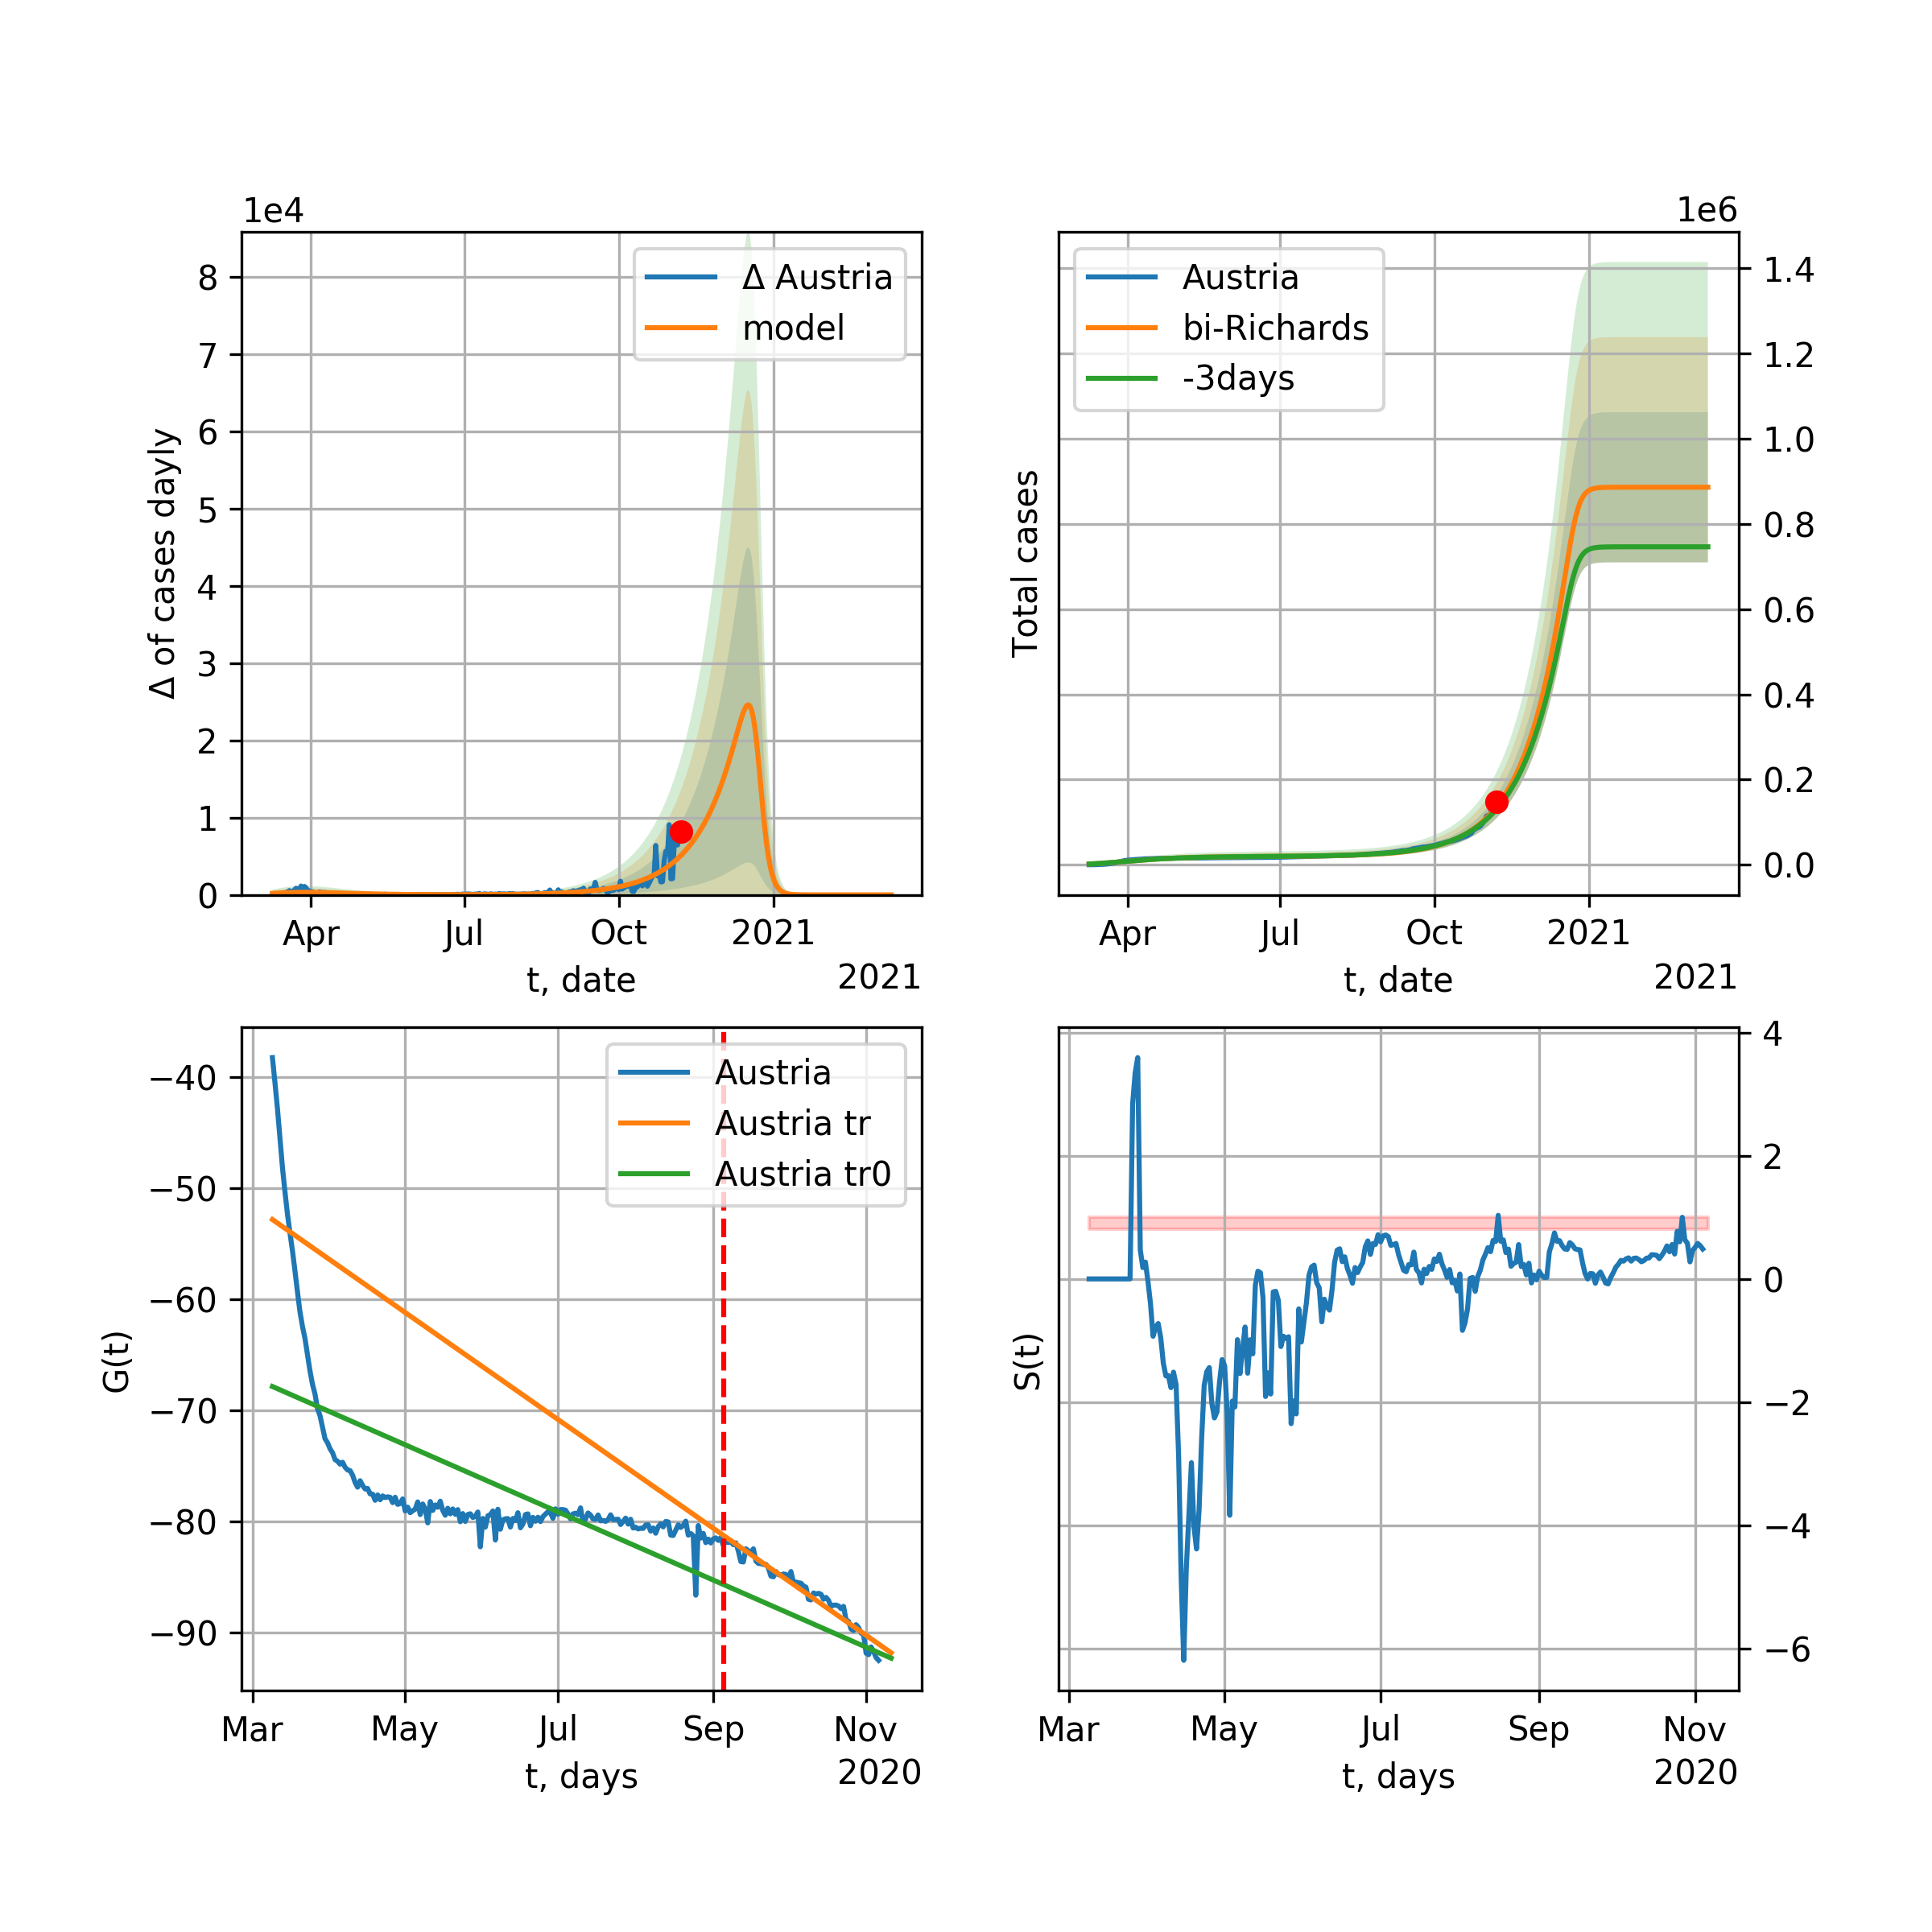 1e4
8
7
6
5
4
3
2
1
0
Δ of cases dayly
Δ Austria
model
Apr
Jul
Oct
2021
t, date
2021
1e6
Austria
bi-Richards
-3days
Total cases
1.4
1.2
1.0
0.8
0.6
0.4
0.2
0.0
Apr
Jul
Oct
2021
t, date
2021
−40
−50
−60
−70
−80
−90
G(t)
Austria
Austria tr
Austria tr0
Mar
May
Jul
Sep
Nov
t, days
2020
S(t)
4
2
0
−2
−4
−6
Mar
May
Jul
Sep
Nov
t, days
2020